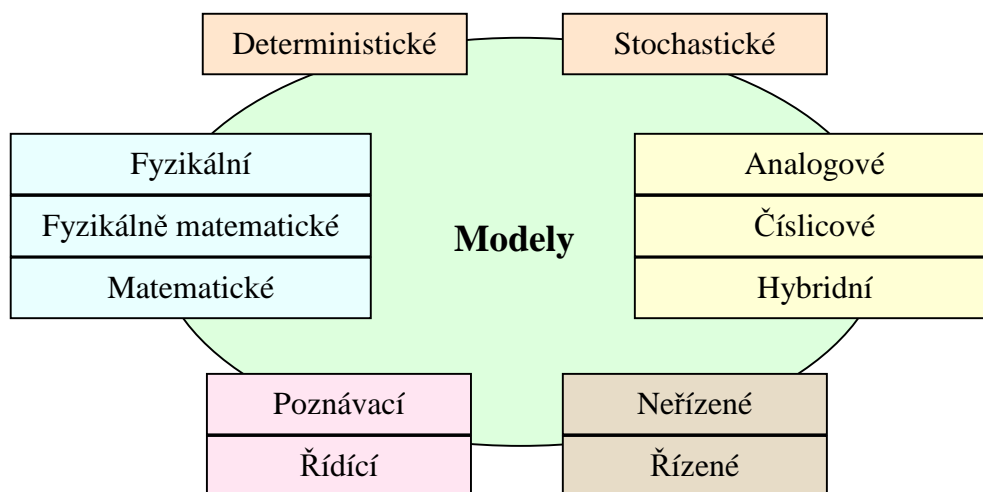 Deterministické
Stochastické
Fyzikální
Fyzikálně matematické
Matematické
Modely
Analogové
Číslicové
Hybridní
Poznávací
Řídící
Neřízené
Řízené